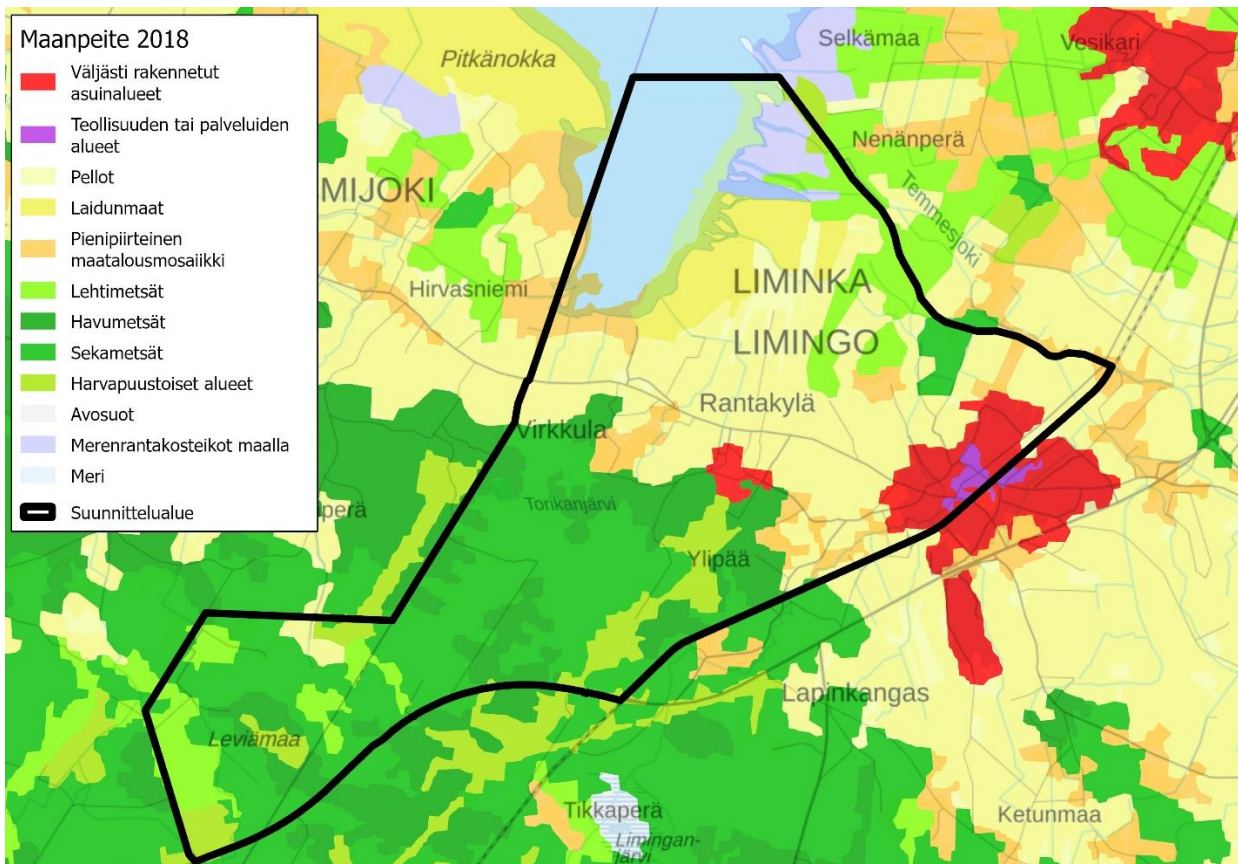 Maanpeite 2018
Väljästi rakennetut
asuinalueet
Teollisuuden tai palveluiden
alueet
Pellot
Laidunmaat
Pienipiirteinen
maatalousmosaiikki
Lehtimetsät
Havumetsät
Sekametsät
Harvapuustoiset alueet
Avosuot
Merenrantakosteikot maalla
Meri
Suunnittelualue
Pitkänokka
Selkämaa
Vesikari
Nenänperä
MIJOKI
Temmesjoki
Hirvasniemi
LIMINKA
LIMINGO
Rantakylä
Virkkula
Torikanjärvi
perä
Ylipää
Lapinkangas
Leviämaa
Tikkaperä
Ketunmaa
Limingan-
järvi